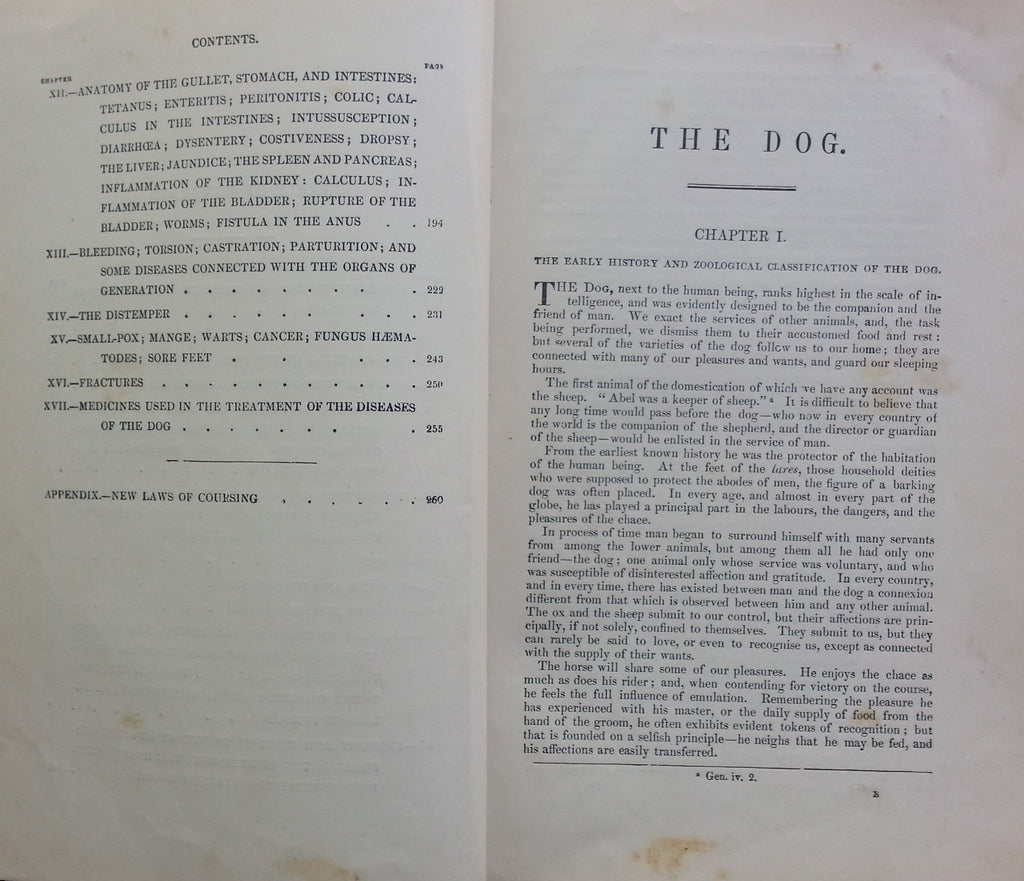 CONTENTS.
CHAPTER
PAGE
XII.—ANATOMY OF THE GULLET, STOMACH, AND INTESTINES:
TETANUS; ENTERITIS; PERITONITIS; COLIC; CAL-
CULUS IN THE INTESTINES; INTUSSUSCEPTION;
DIARRHŒA; DYSENTERY; COSTIVENESS; DROPSY;
THE LIVER; JAUNDICE; THE SPLEEN AND PANCREAS;
INFLAMMATION OF THE KIDNEY: CALCULUS; IN-
FLAMMATION OF THE BLADDER; RUPTURE OF THE
BLADDER; WORMS; FISTULA IN THE ANUS . . 194
XIII.—BLEEDING; TORSION; CASTRATION; PARTURITION; AND
SOME DISEASES CONNECTED WITH THE ORGANS OF
GENERATION . . . . . . . . . 222
XIV.—THE DISTEMPER . . . . . . . . . 231
XV.—SMALL-POX; MANGE; WARTS; CANCER; FUNGUS HÆMA-
TODES; SORE FEET . . . . . 243
XVI.—FRACTURES . . . . . . . . . . . 250
XVII.—MEDICINES USED IN THE TREATMENT OF THE DISEASES
OF THE DOG . . . . . . . 255
APPENDIX.—NEW LAWS OF COURSING . . . . . . 260
THE DOG.
CHAPTER I.
THE EARLY HISTORY AND ZOOLOGICAL CLASSIFICATION OF THE DOG.
THE DOG, next to the human being, ranks highest in the scale of in-
telligence, and was evidently designed to be the companion and the
friend of man. We exact the services of other animals, and, the task
being performed, we dismiss them to their accustomed food and rest:
but several of the varieties of the dog follow us to our home; they are
connected with many of our pleasures and wants, and guard our sleeping
hours.
The first animal of the domestication of which we have any account was
the sheep. “Abel was a keeper of sheep.” ª It is difficult to believe that
any long time would pass before the dog—who now in every country of
the world is the companion of the shepherd, and the director or guardian
of the sheep—would be enlisted in the service of man.
From the earliest known history he was the protector of the habitation
of the human being. At the feet of the lares, those household deities
who were supposed to protect the abodes of men, the figure of a barking
dog was often placed. In every age, and almost in every part of the
globe, he has played a principal part in the labours, the dangers, and the
pleasures of the chace.
In process of time man began to surround himself with many servants
from among the lower animals, but among them all he had only one
friend—the dog; one animal only whose service was voluntary, and who
was susceptible of disinterested affection and gratitude. In every country,
and in every time, there has existed between man and the dog a connexion
different from that which is observed between him and any other animal.
The ox and the sheep submit to our control, but their affections are prin-
cipally, if not solely, confined to themselves. They submit to us, but they
can rarely be said to love, or even to recognise us, except as connected
with the supply of their wants.
The horse will share some of our pleasures. He enjoys the chace as
much as does his rider; and, when contending for victory on the course,
he feels the full influence of emulation. Remembering the pleasure he
has experienced with his master, or the daily supply of food from the
hand of the groom, he often exhibits evident tokens of recognition; but
that is founded on a selfish principle—he neighs that he may be fed, and
his affections are easily transferred.
ª Gen. iv. 2.
B